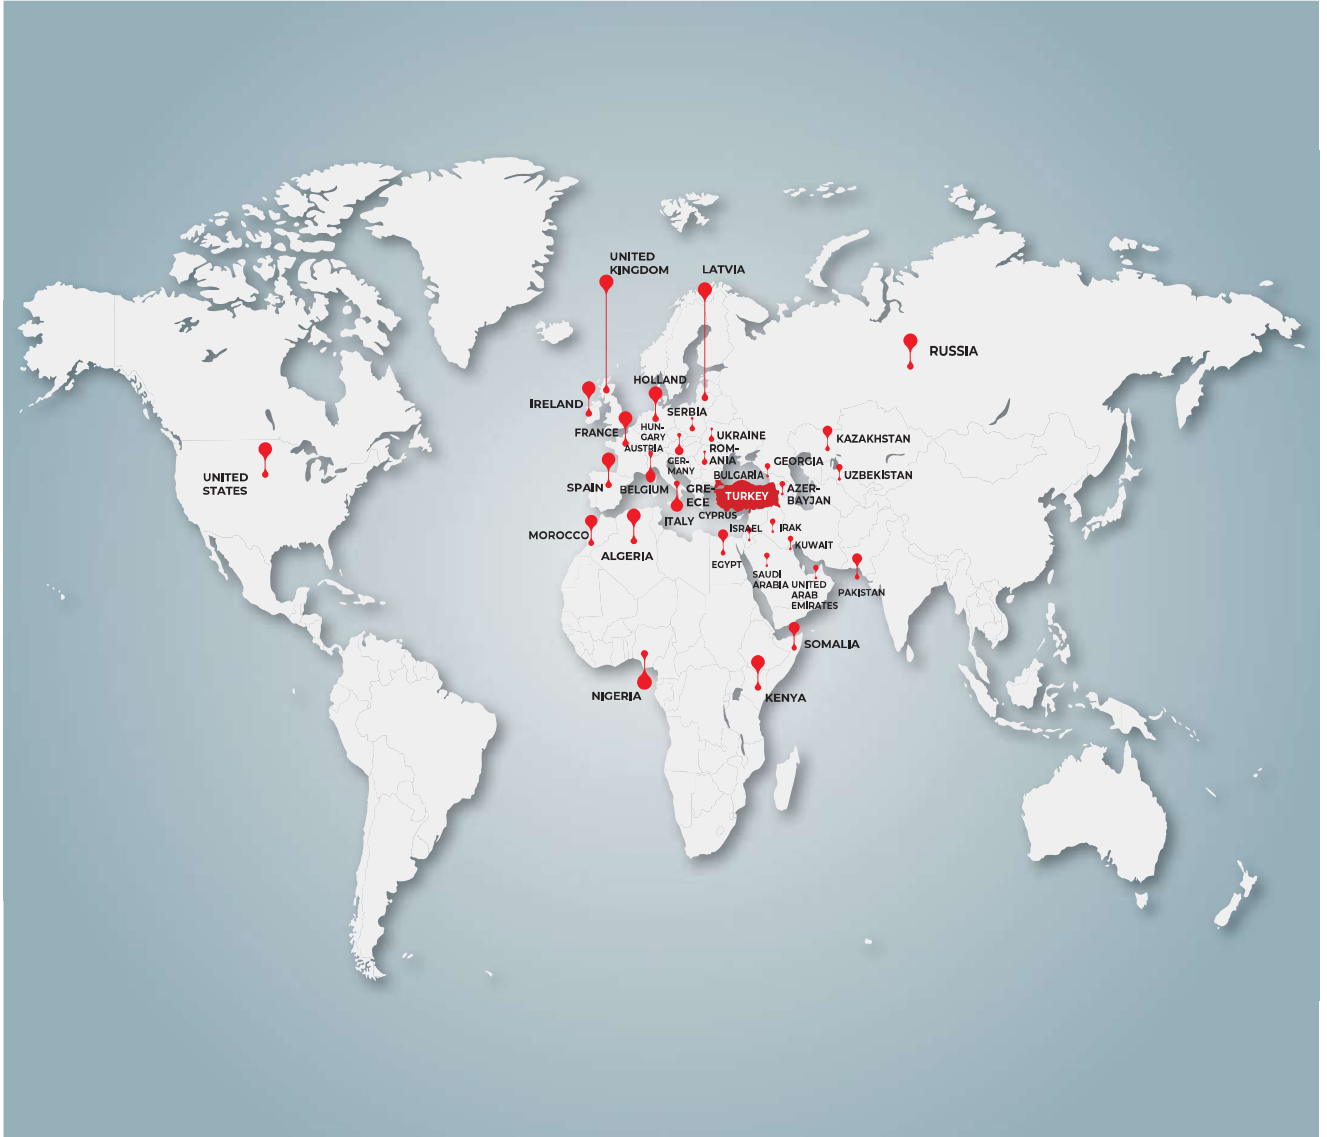 UNITED
KINGDOM
LATVIA
RUSSIA
HOLLAND
IRELAND
SERBIA
FRANCE
HUN-
GARY
AUSTRIA
UKRAINE
ROM-
ANIA
KAZAKHSTAN
GER-
MANY
GEORGIA
BULGARIA
UZBEKISTAN
UNITED
STATES
SPAIN
BELGIUM
GRE-
ECE
TURKEY
AZER-
BAYJAN
ITALY
CYPRUS
MOROCCO
ALGERIA
ISRAEL
IRAK
KUWAIT
EGYPT
SAUDI
ARABIA
UNITED
ARAB
EMIRATES
PAKISTAN
SOMALIA
NIGERIA
KENYA